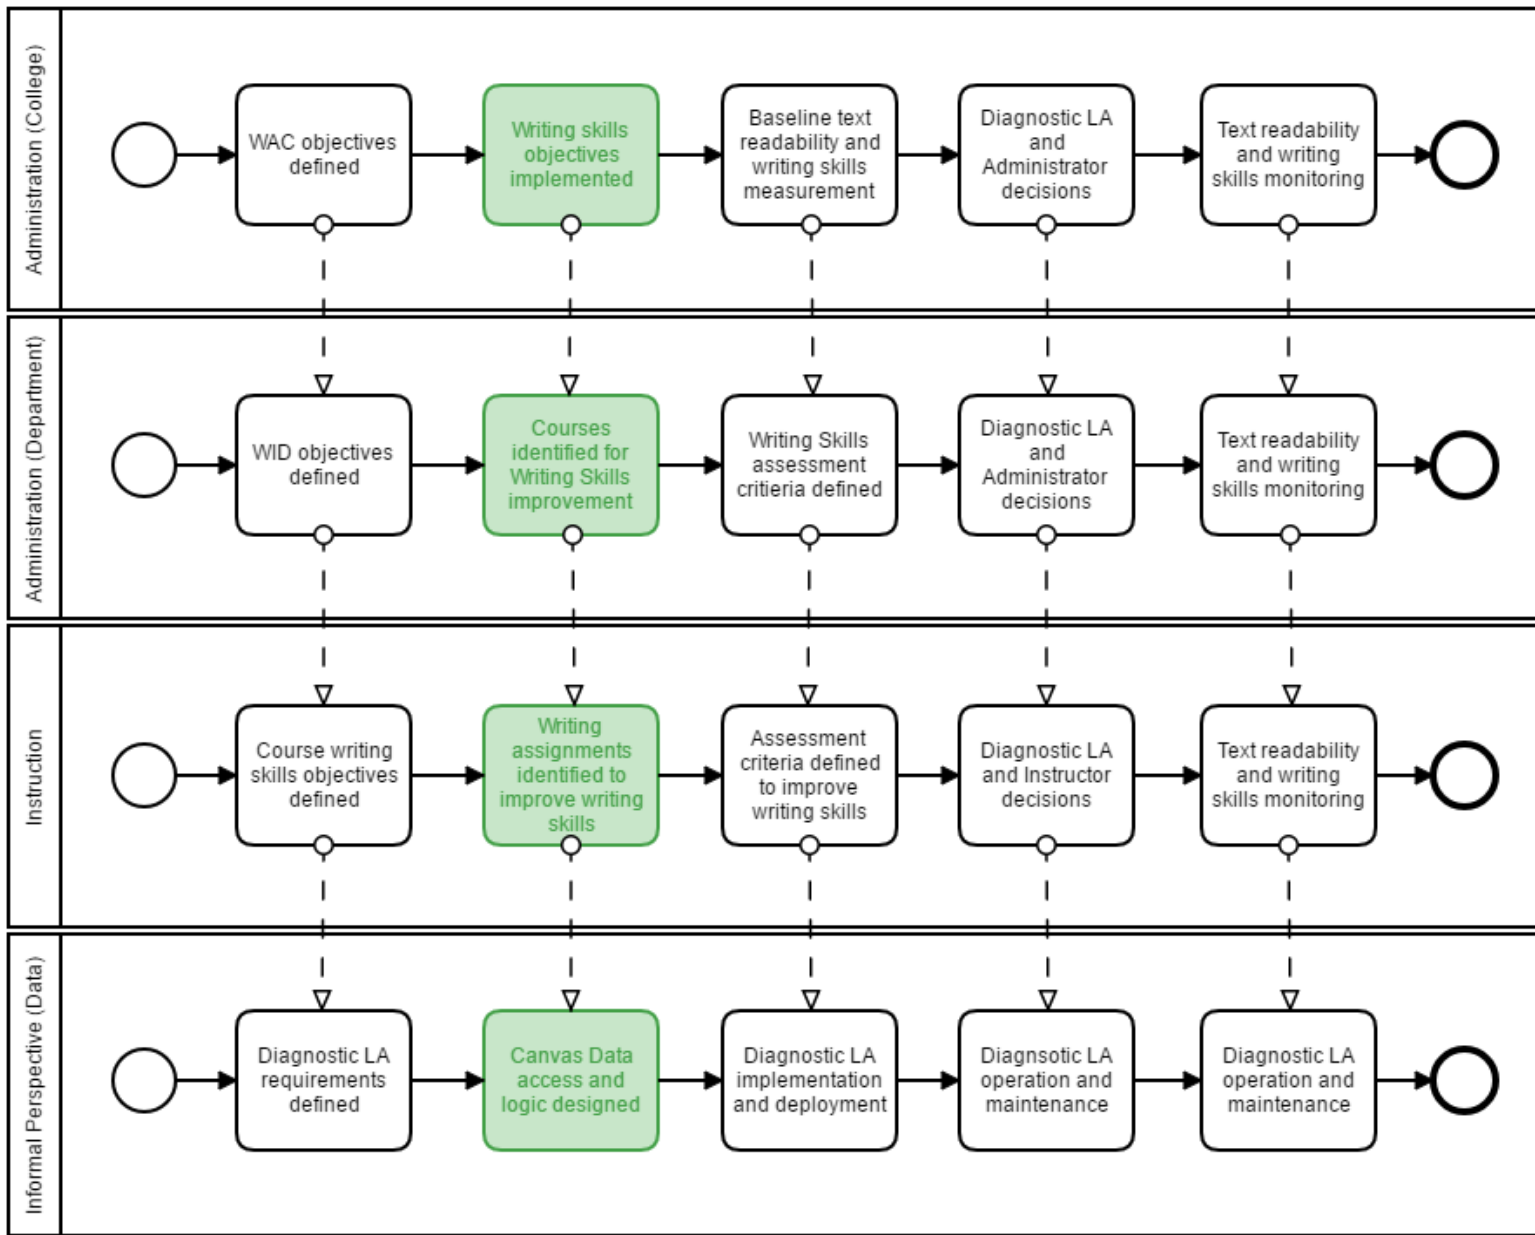 Administration (College)
WAC objectives
defined
Writing skills
objectives
implemented
Baseline text
readability and
writing skills
measurement
Diagnostic LA
and
Administrator
decisions
Text readability
and writing
skills monitoring
Administration (Department)
WID objectives
defined
Courses
identified for
Writing Skills
improvement
Writing Skills
assessment
critieria defined
Diagnostic LA
and
Administrator
decisions
Text readability
and writing
skills monitoring
Instruction
Course writing
skills objectives
defined
Writing
assignments
identified to
improve writing
skills
Assessment
criteria defined
to improve
writing skills
Diagnostic LA
and Instructor
decisions
Text readability
and writing
skills monitoring
Informal Perspective (Data)
Diagnostic LA
requirements
defined
Canvas Data
access and
logic designed
Diagnostic LA
implementation
and deployment
Diagnsotic LA
operation and
maintenance
Diagnostic LA
operation and
maintenance